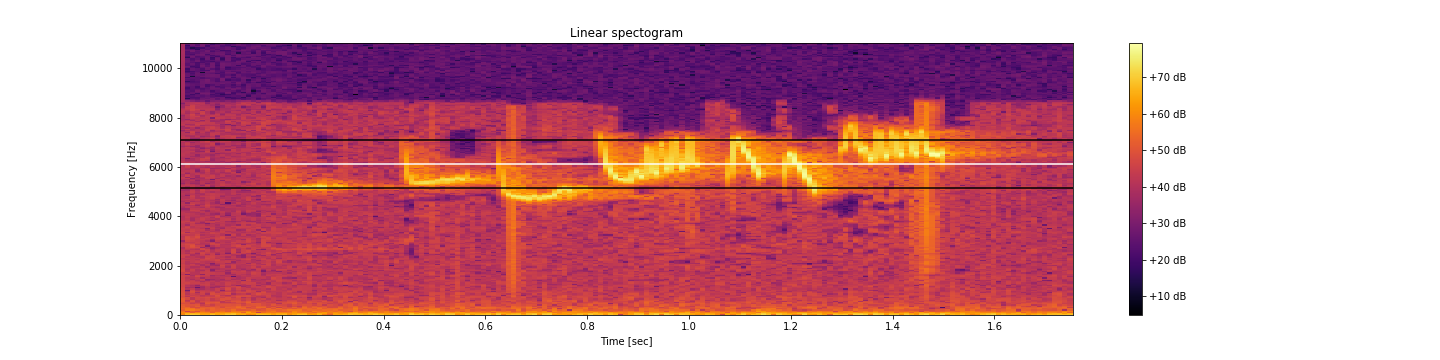 Linear spectogram
10000
8000
6000
4000
2000
0
Frequency [Hz]
0.0 0.2 0.4 0.6 0.8 1.0 1.2 1.4 1.6
Time [sec]
+70 dB
+60 dB
+50 dB
+40 dB
+30 dB
+20 dB
+10 dB